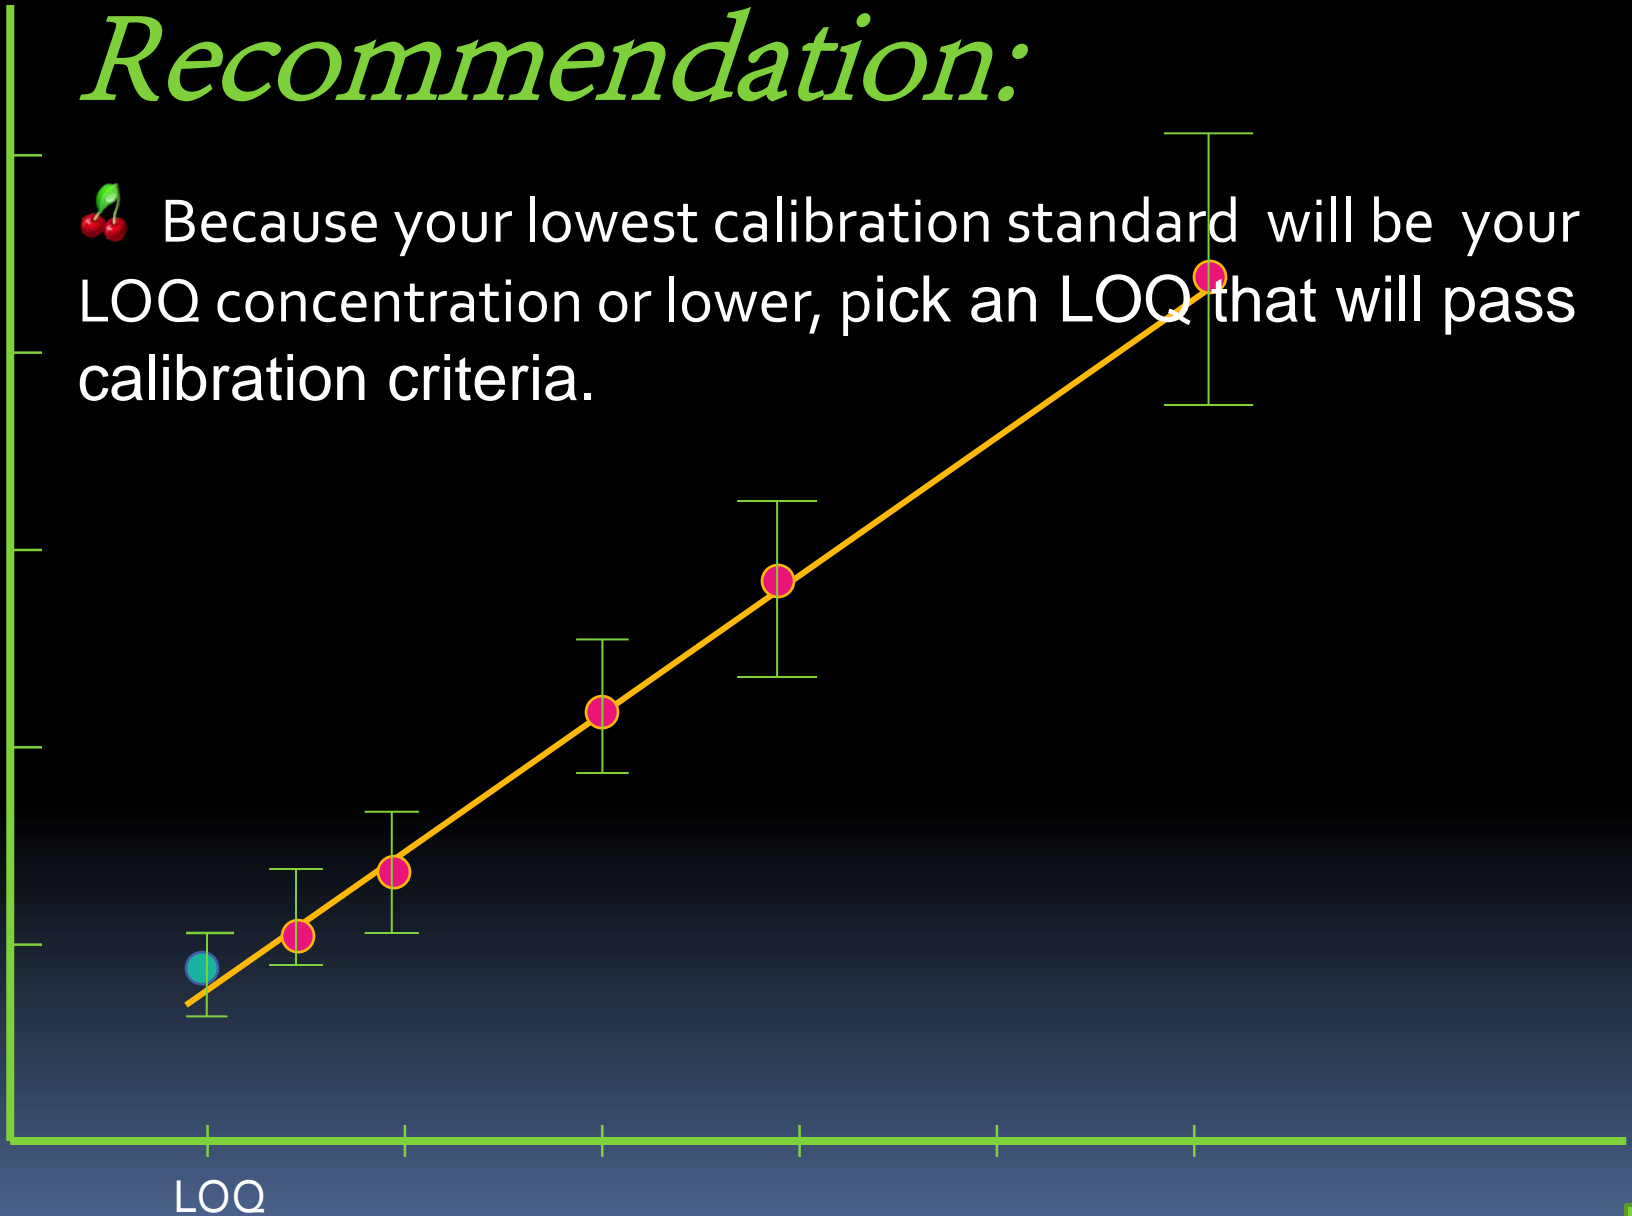 Recommendation:
Because your lowest calibration standard will be your
LOQ concentration or lower, pick an LOQ that will pass
calibration criteria.
LOQ